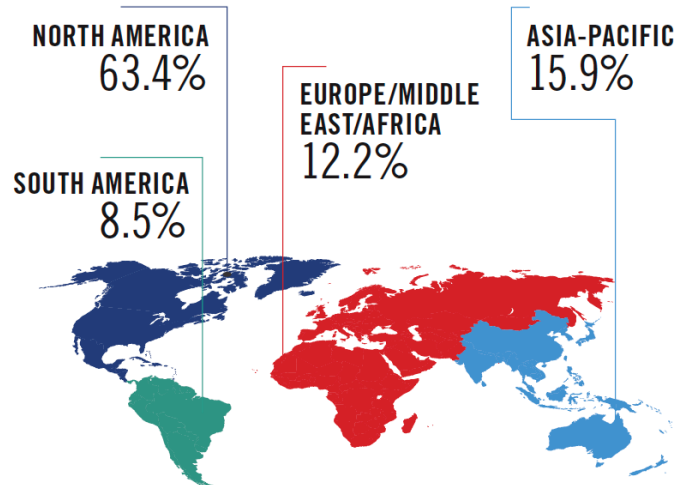 NORTH AMERICA
63.4%
SOUTH AMERICA
8.5%
EUROPE/MIDDLE
EAST/AFRICA
12.2%
ASIA-PACIFIC
15.9%